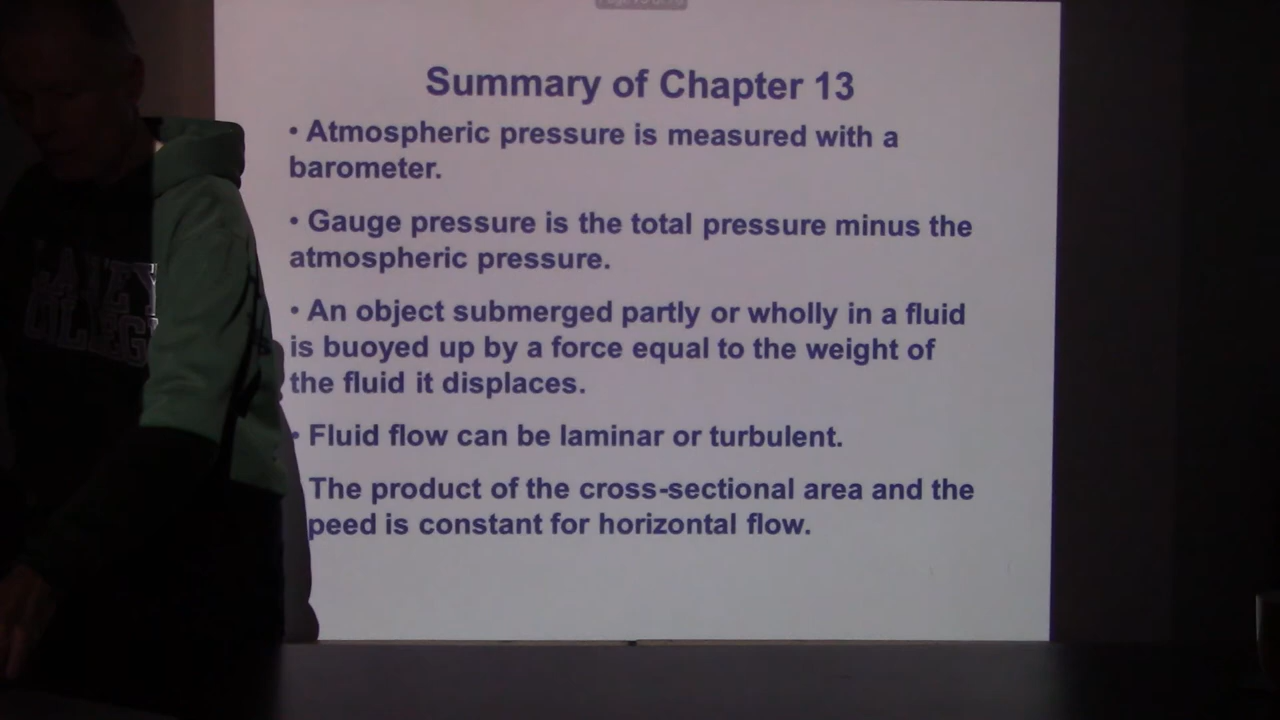 Summary of Chapter 13
• Atmospheric pressure is measured with a
barometer.
• Gauge pressure is the total pressure minus the
atmospheric pressure.
• An object submerged partly or wholly in a fluid
is buoyed up by a force equal to the weight of
the fluid it displaces.
• Fluid flow can be laminar or turbulent.
The product of the cross-sectional area and the
peed is constant for horizontal flow.